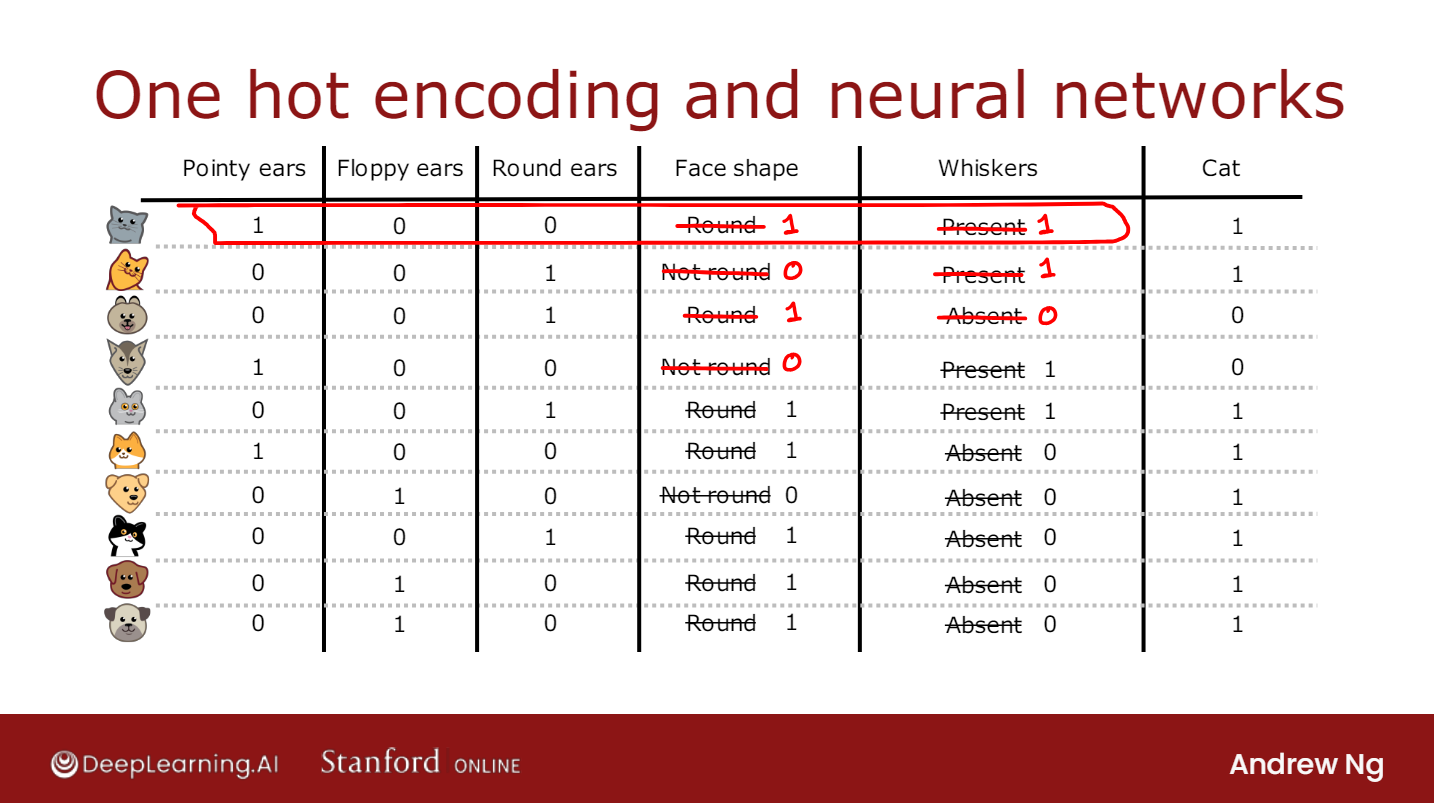 One hot encoding and neural networks
Pointy ears Floppy ears Round ears Face shape Whiskers Cat
1 0 0 Round 1 Present 1 1
0 0 1 Not round 0 Present 1 1
0 0 1 Round 1 Absent 0 0
1 0 0 Not round 0 Present 1 0
0 0 1 Round 1 Present 1 1
1 0 0 Round 1 Absent 0 1
0 1 0 Not round 0 Absent 0 1
0 0 1 Round 1 Absent 0 1
0 1 0 Round 1 Absent 0 1
0 1 0 Round 1 Absent 0 1
DeepLearning.AI Stanford ONLINE Andrew Ng